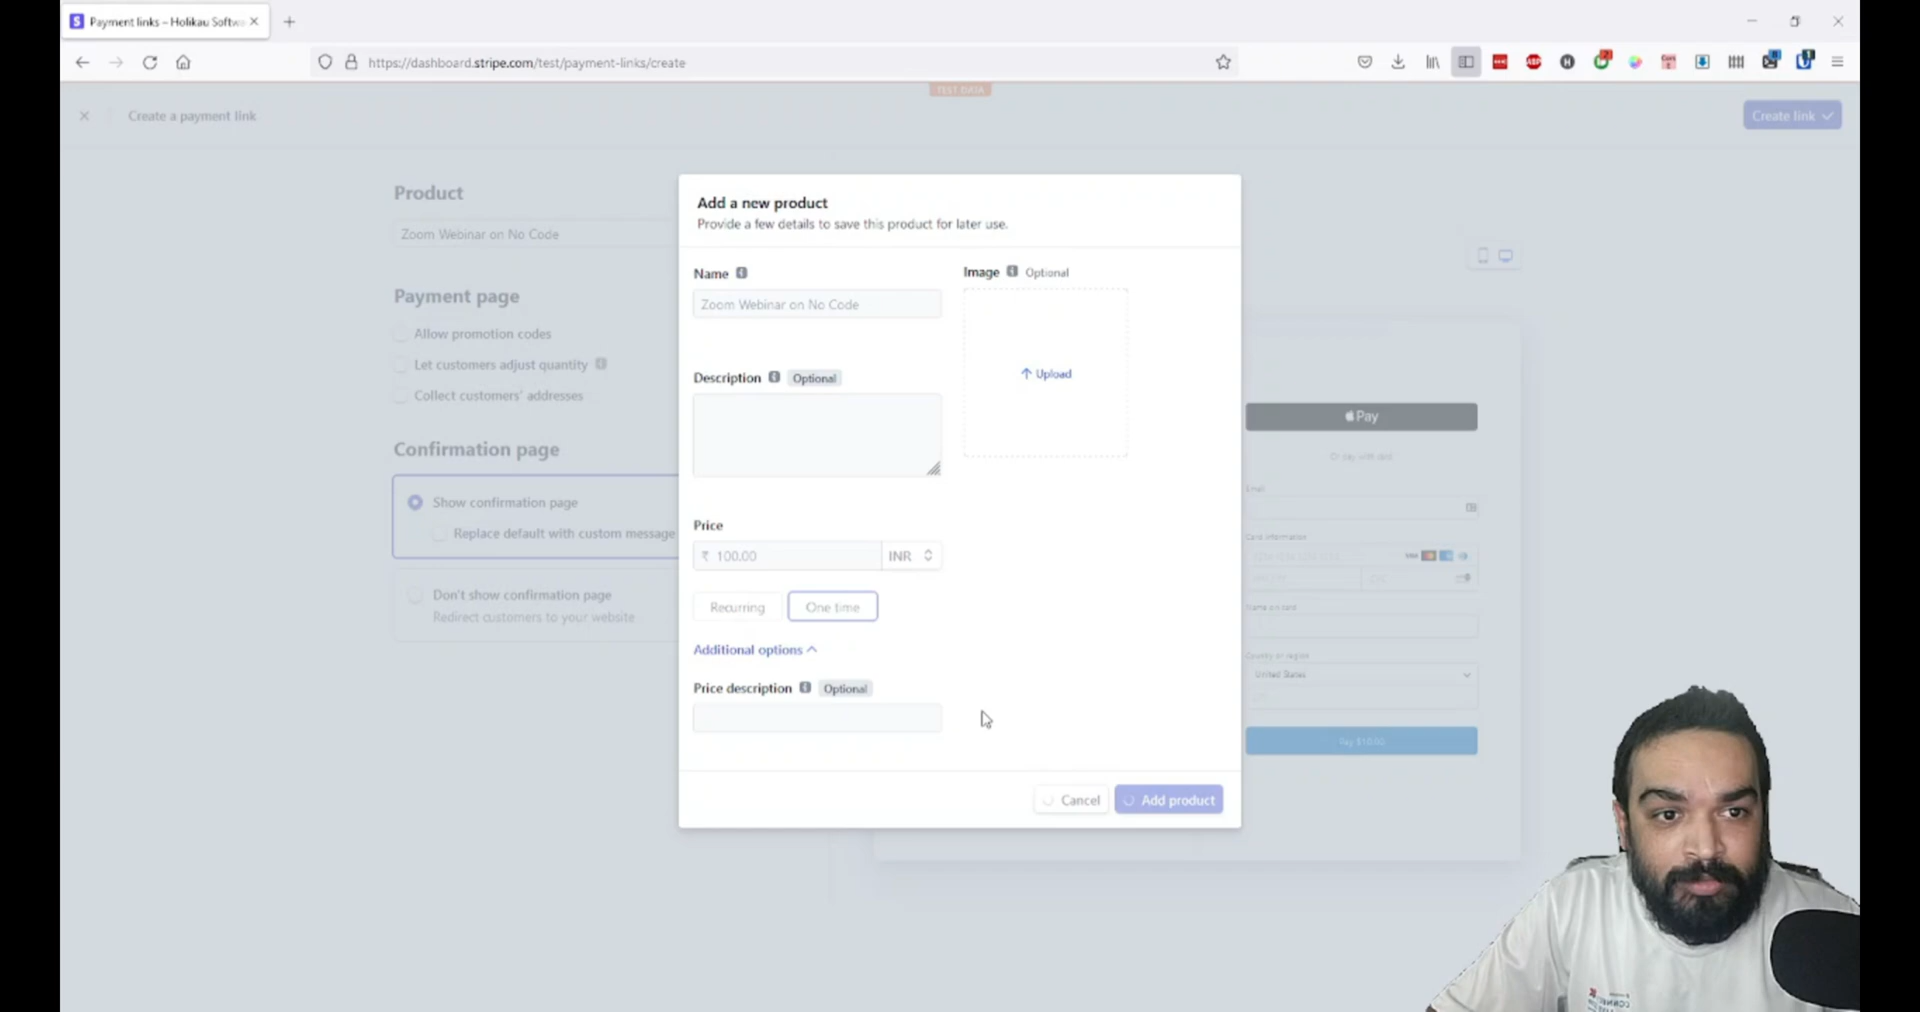 Payment links – Holikau Softw
https://dashboard.stripe.com/test/payment-links/create
TEST DATA
Create a payment link
Create link
Product
Zoom Webinar on No Code
Payment page
Allow promotion codes
Let customers adjust quantity
Collect customers' addresses
Confirmation page
Show confirmation page
Replace default with custom message
Don't show confirmation page
Redirect customers to your website
Add a new product
Provide a few details to save this product for later use.
Name
Zoom Webinar on No Code
Image Optional
Upload
Description Optional
Price
₹ 100.00 INR
Recurring One time
Additional options
Price description Optional
Cancel Add product
Pay
Or pay with card
Email
Card information
VISA
Name on card
Country or region
United States
Pay $10.00